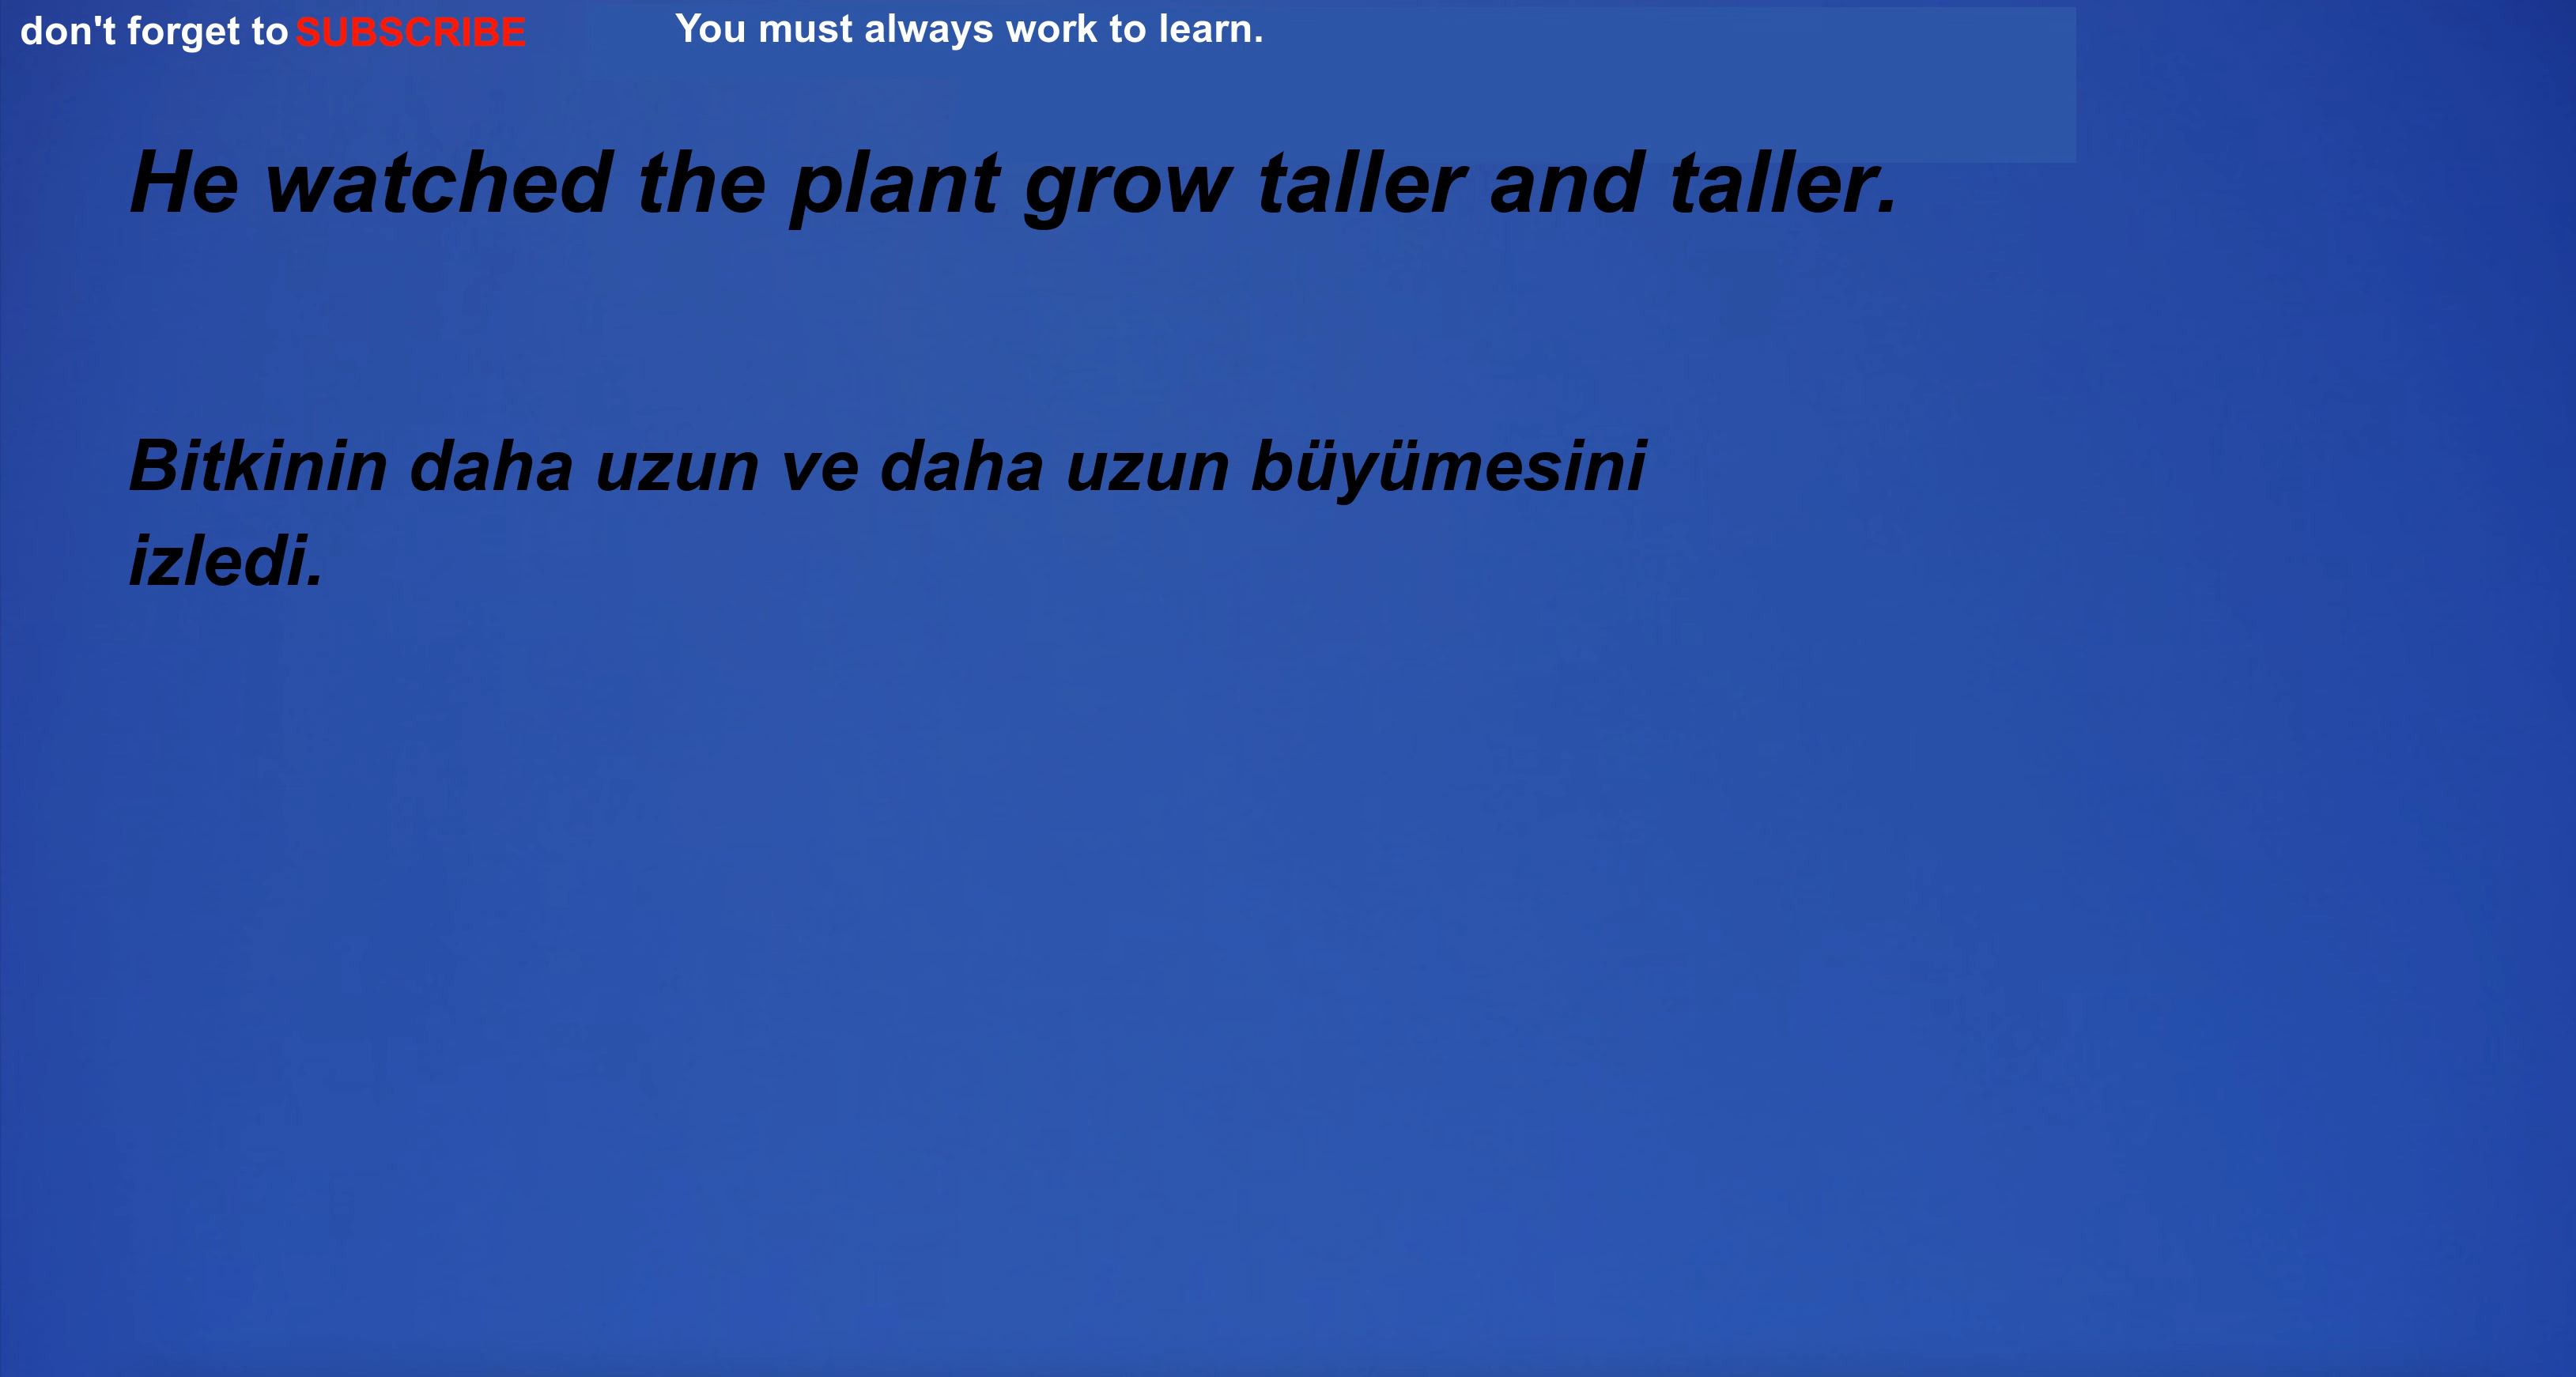 don't forget to SUBSCRIBE You must always work to learn.
He watched the plant grow taller and taller.
Bitkinin daha uzun ve daha uzun büyümesini
izledi.